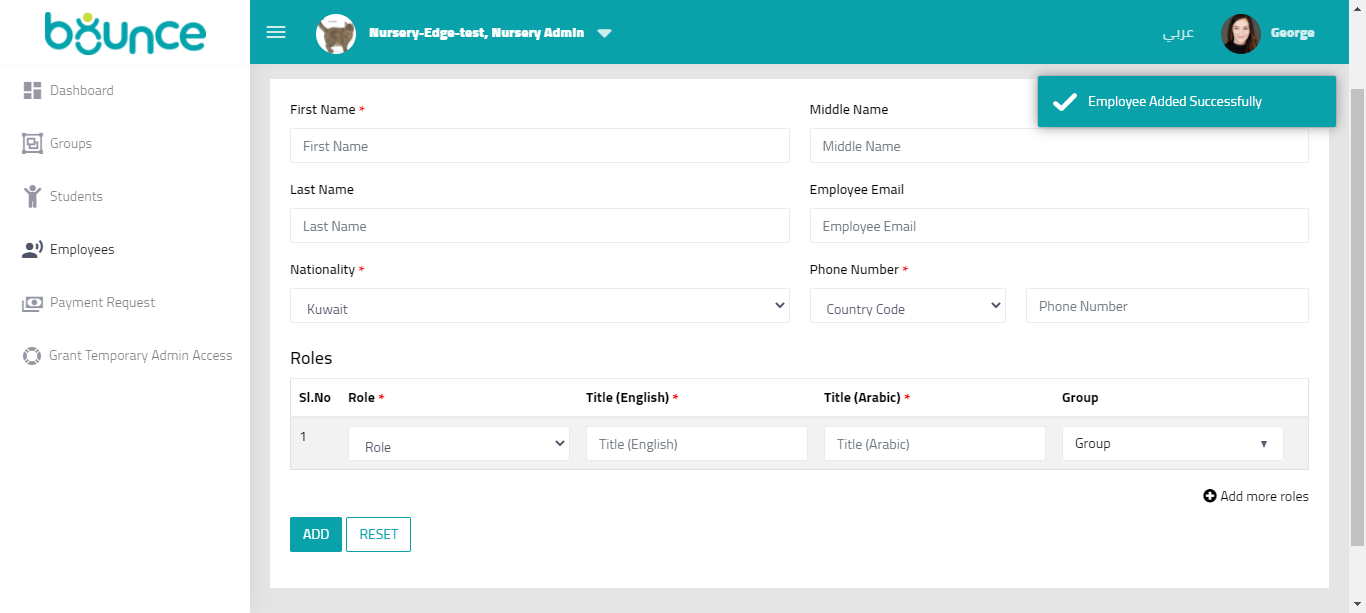 bounce
Nursery-Edge-test, Nursery Admin
عربي
George
Dashboard
Groups
Students
Employees
Payment Request
Grant Temporary Admin Access
Employee Added Successfully
First Name *
Middle Name
First Name
Middle Name
Last Name
Employee Email
Last Name
Employee Email
Nationality *
Phone Number *
Kuwait
Country Code
Phone Number
Roles
Sl.No Role * Title (English) * Title (Arabic) * Group
1 Role Title (English) Title (Arabic) Group
Add more roles
ADD RESET